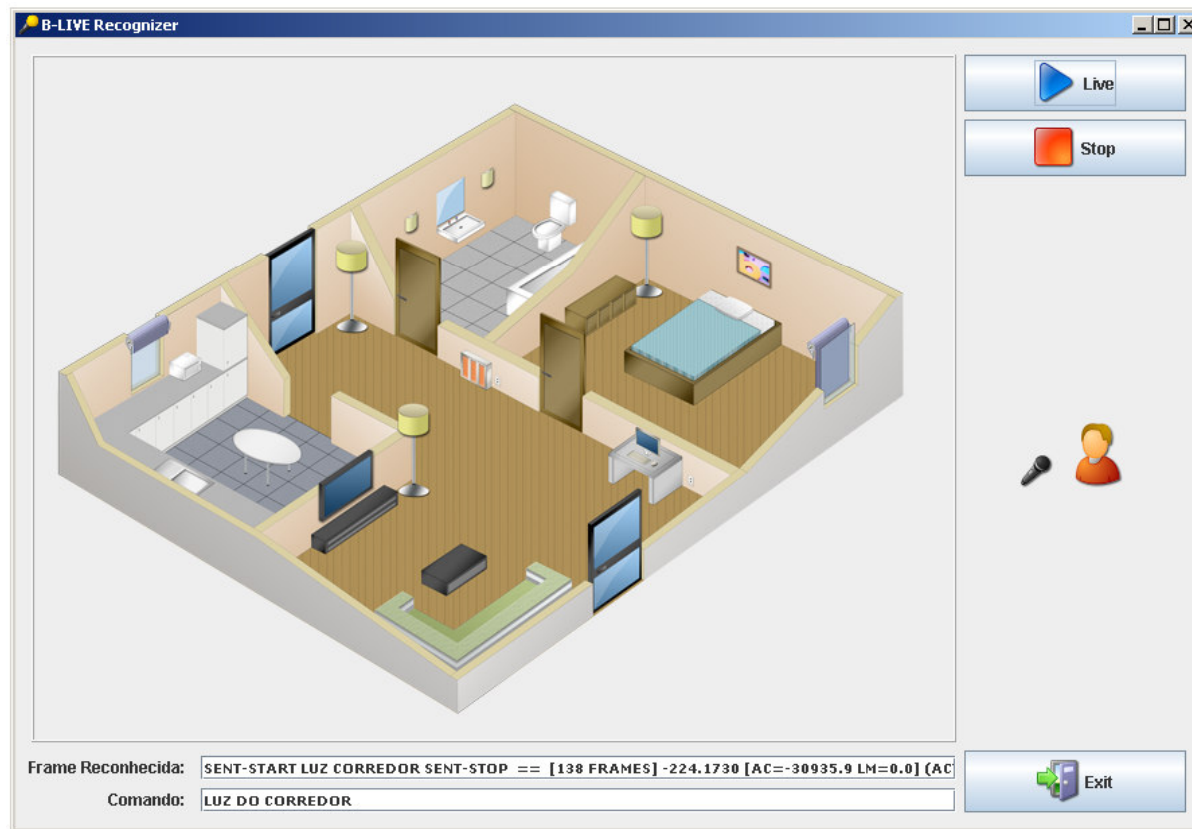 B-LIVE Recognizer
Live
Stop
Frame Reconhecida: SENT-START LUZ CORREDOR SENT-STOP == [138 FRAMES] -224.1730 [AC=-30935.9 LM=0.0] (AC
Comando: LUZ DO CORREDOR
Exit